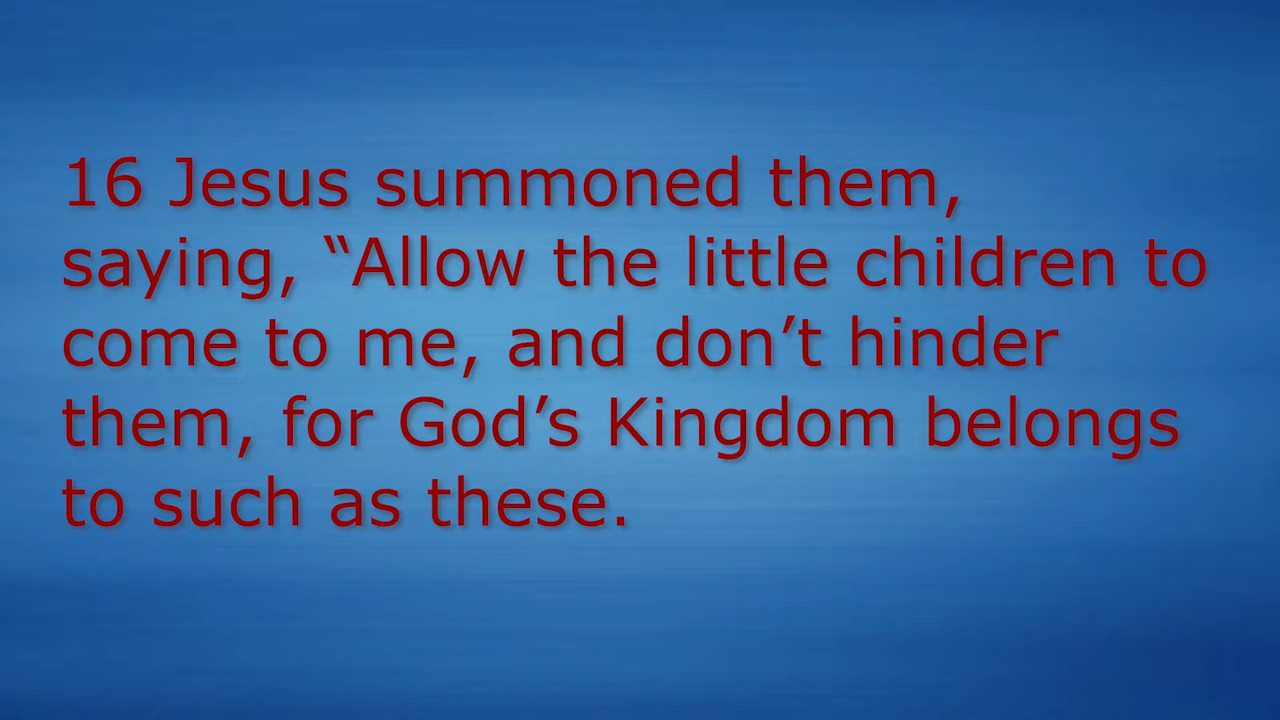 16 Jesus summoned them,
saying, “Allow the little children to
come to me, and don’t hinder
them, for God’s Kingdom belongs
to such as these.